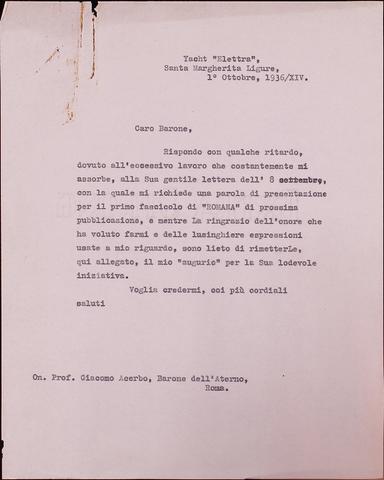 Yacht "Elettra",
Santa Margherita Ligure,
1° Ottobre, 1936/XIV.
Caro Barone,
Rispondo con qualche ritardo,
dovuto all'eccessivo lavoro che costantemente mi
assorbe, alla Sua gentile lettera dell' 8 settembre,
con la quale mi richiede una parola di presentazione
per il primo fascicolo di "ROMANA" di prossima
pubblicazione, e mentre La ringrazio dell'onore che
ha voluto farmi e delle lusinghiere espressioni
usate a mio riguardo, sono lieto di rimetterLe,
qui allegato, il mio "augurio" per la Sua lodevole
iniziativa.
Voglia credermi, coi più cordiali
saluti
On. Prof. Giacomo Acerbo, Barone dell'Aterno,
Roma.